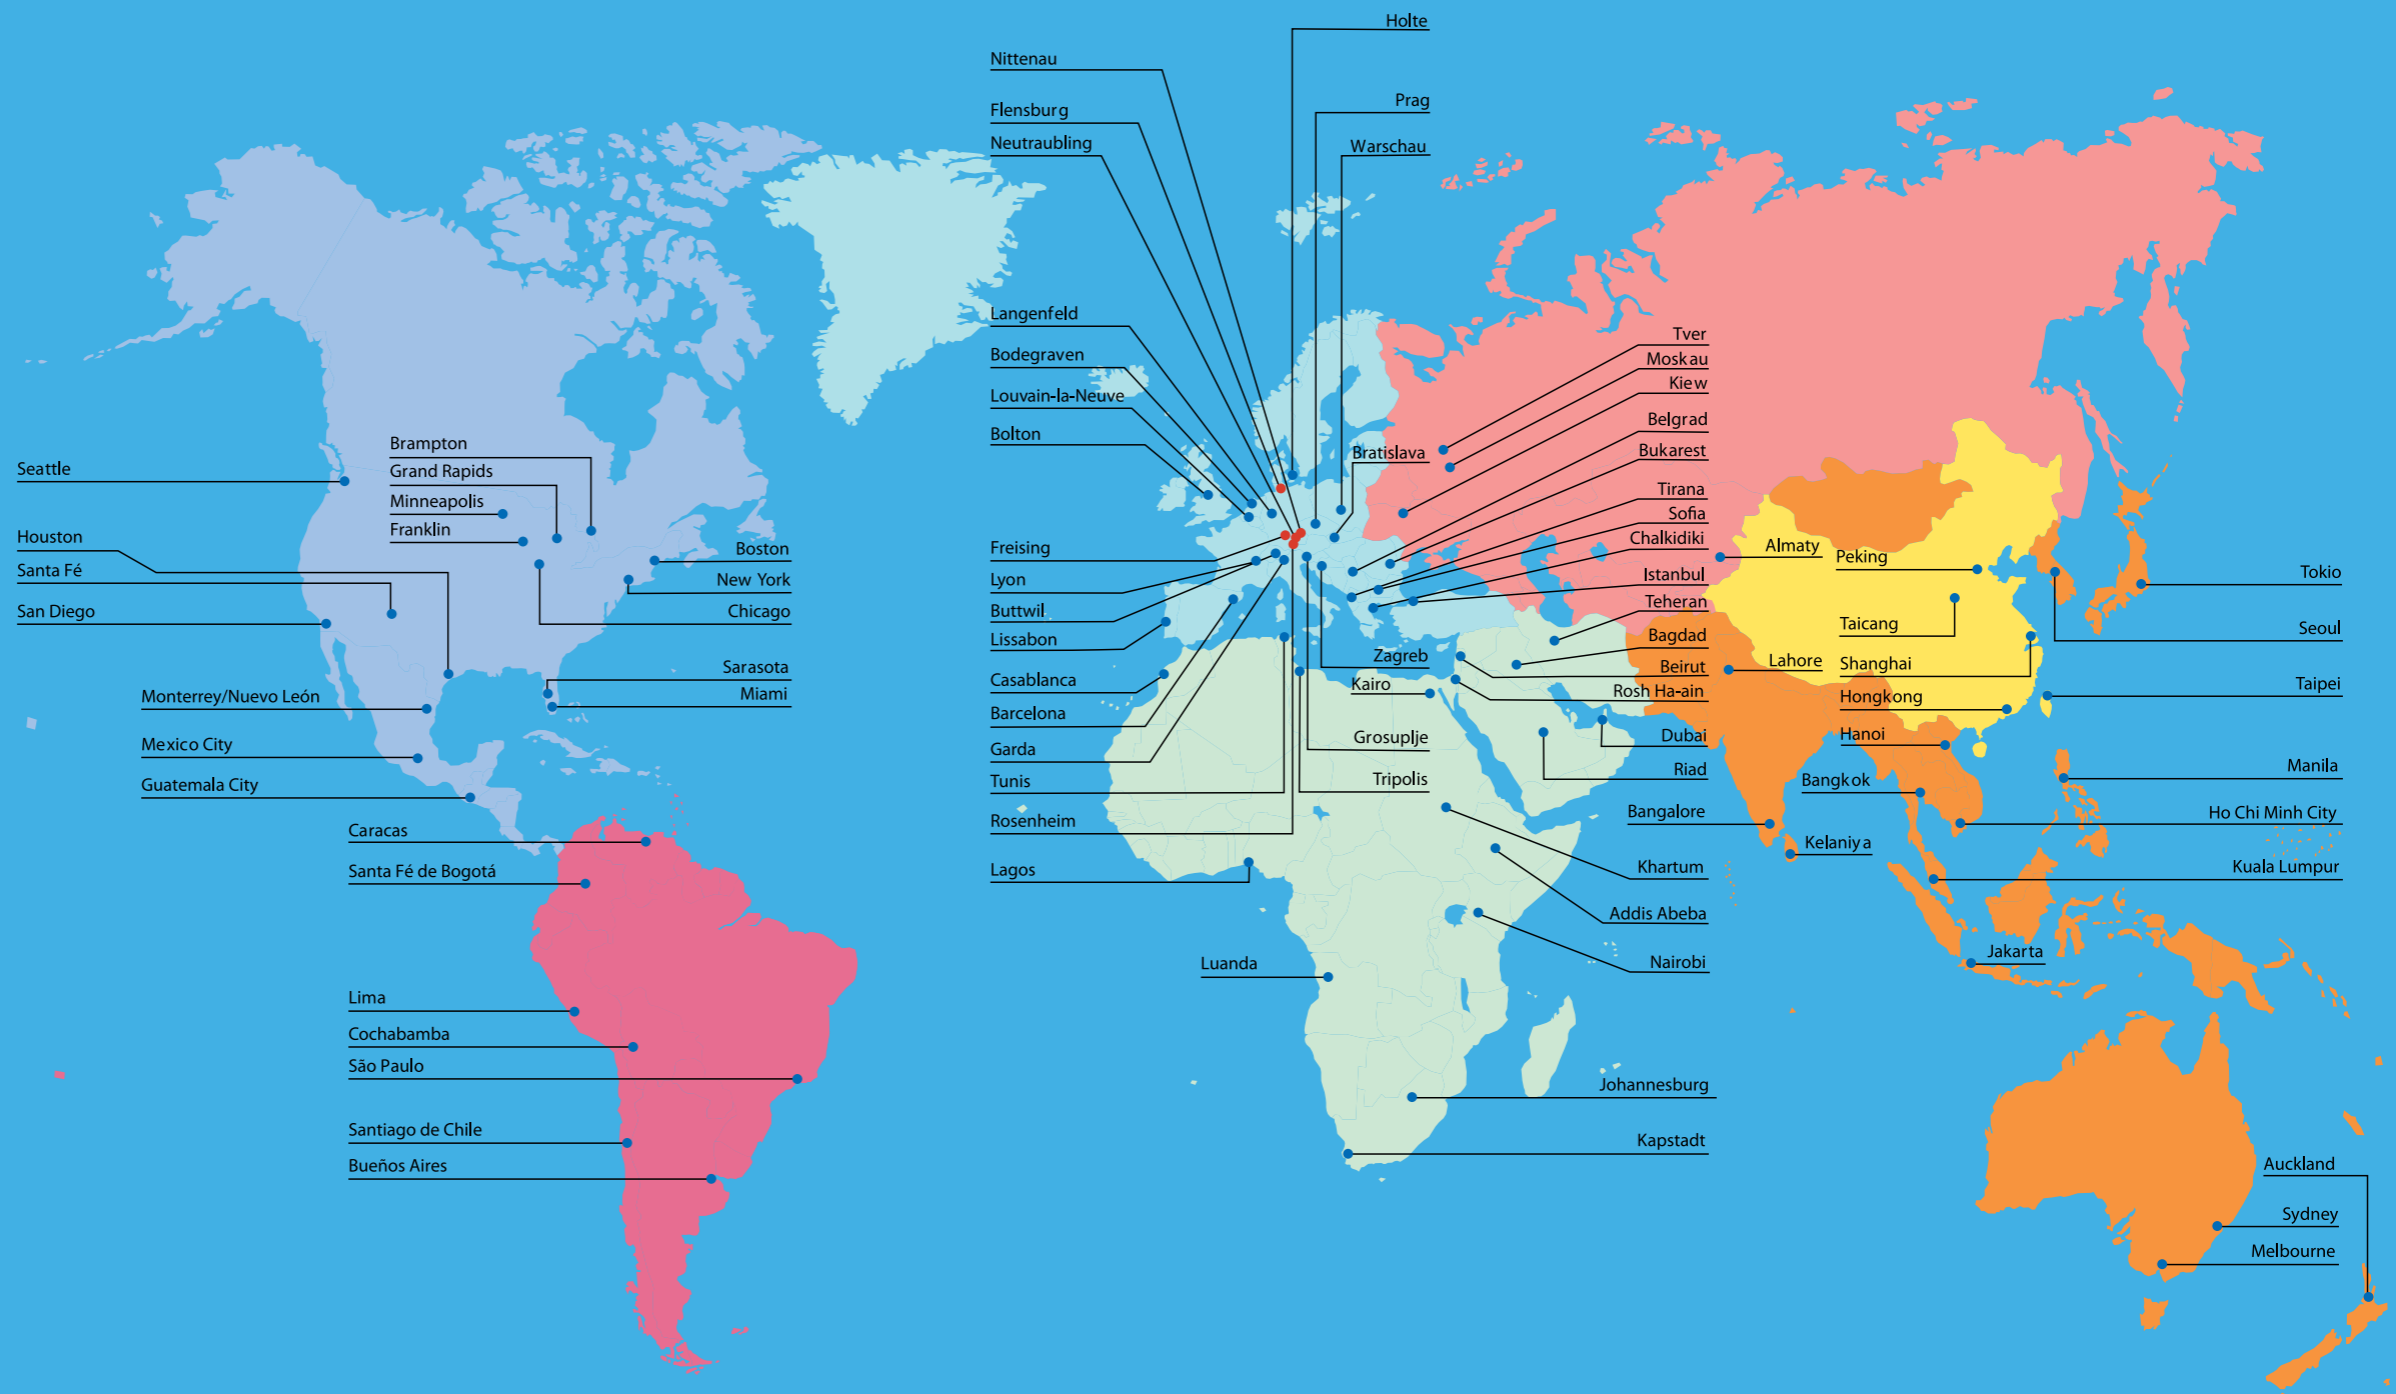 Holte
Nittenau
Flensburg
Neutraubling
Prag
Warschau
Langenfeld
Bodegraven
Louvain-la-Neuve
Bolton
Bratislava
Tver
Moskau
Kiew
Belgrad
Bukarest
Tirana
Sofia
Chalkidiki
Istanbul
Teheran
Bagdad
Beirut
Rosh Ha-ain
Dubai
Riad
Seattle
Houston
Santa Fé
San Diego
Brampton
Grand Rapids
Minneapolis
Franklin
Boston
New York
Chicago
Sarasota
Miami
Monterrey/Nuevo León
Mexico City
Guatemala City
Caracas
Santa Fé de Bogotá
Lima
Cochabamba
São Paulo
Santiago de Chile
Bueños Aires
Freising
Lyon
Buttwil
Lissabon
Casablanca
Barcelona
Garda
Tunis
Rosenheim
Lagos
Zagreb
Kairo
Grosuplje
Tripolis
Khartum
Addis Abeba
Nairobi
Luanda
Johannesburg
Kapstadt
Almaty
Lahore
Bangalore
Kelaniya
Peking
Taicang
Shanghai
Hongkong
Hanoi
Bangkok
Jakarta
Tokio
Seoul
Taipei
Manila
Ho Chi Minh City
Kuala Lumpur
Auckland
Sydney
Melbourne